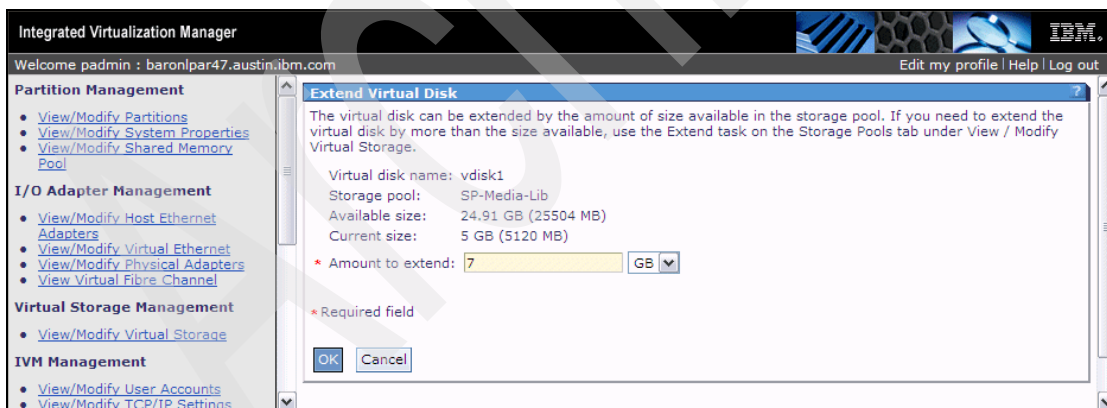 Integrated Virtualization Manager
IBM.
Welcome padmin : baronlpar47.austin.ibm.com
Edit my profile | Help | Log out
Partition Management
View/Modify Partitions
View/Modify System Properties
View/Modify Shared Memory
Pool
I/O Adapter Management
View/Modify Host Ethernet
Adapters
View/Modify Virtual Ethernet
View/Modify Physical Adapters
View Virtual Fibre Channel
Virtual Storage Management
View/Modify Virtual Storage
IVM Management
View/Modify User Accounts
View/Modify TCP/IP Settings
Extend Virtual Disk
?
The virtual disk can be extended by the amount of size available in the storage pool. If you need to extend the
virtual disk by more than the size available, use the Extend task on the Storage Pools tab under View / Modify
Virtual Storage.
Virtual disk name: vdisk1
Storage pool: SP-Media-Lib
Available size: 24.91 GB (25504 MB)
Current size: 5 GB (5120 MB)
* Amount to extend: 7 GB
* Required field
OK Cancel